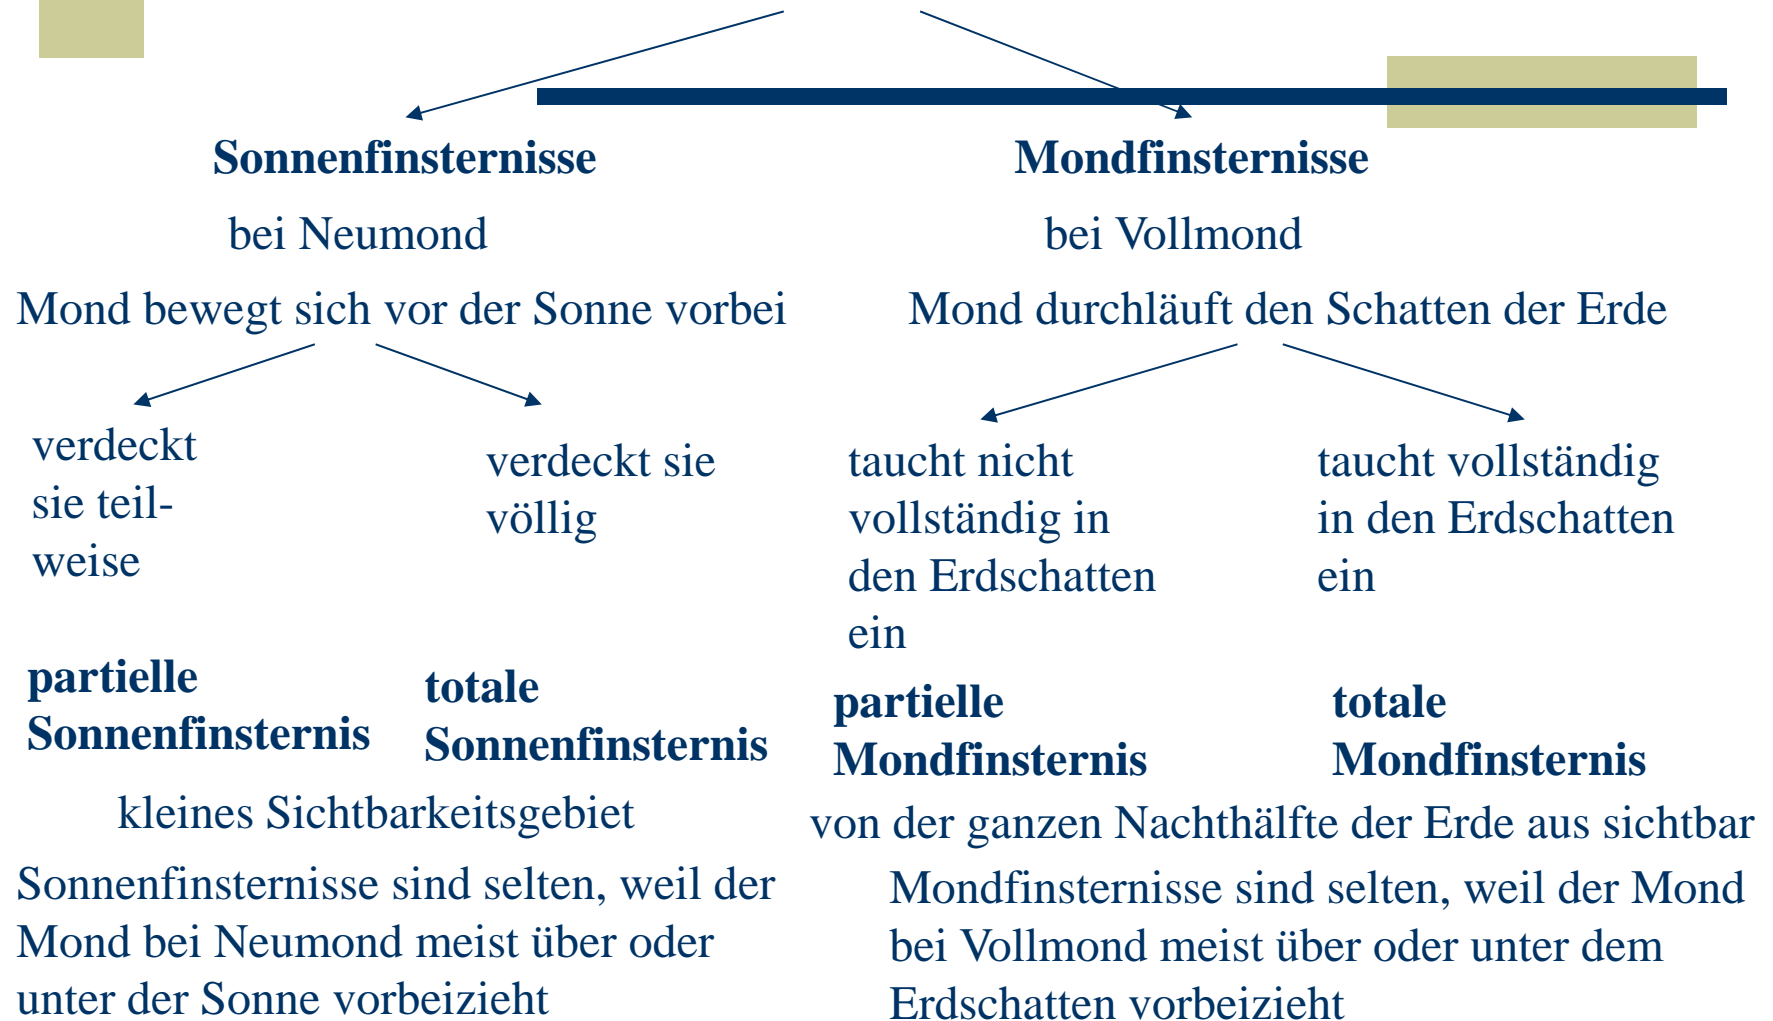 Sonnenfinsternisse
bei Neumond
Mond bewegt sich vor der Sonne vorbei
verdeckt
sie teil-
weise
verdeckt sie
völlig
partielle
Sonnenfinsternis
totale
Sonnenfinsternis
kleines Sichtbarkeitsgebiet
Sonnenfinsternisse sind selten, weil der
Mond bei Neumond meist über oder
unter der Sonne vorbeizieht
Mondfinsternisse
bei Vollmond
Mond durchläuft den Schatten der Erde
taucht nicht
vollständig in
den Erdschatten
ein
taucht vollständig
in den Erdschatten
ein
partielle
Mondfinsternis
totale
Mondfinsternis
von der ganzen Nachthälfte der Erde aus sichtbar
Mondfinsternisse sind selten, weil der Mond
bei Vollmond meist über oder unter dem
Erdschatten vorbeizieht